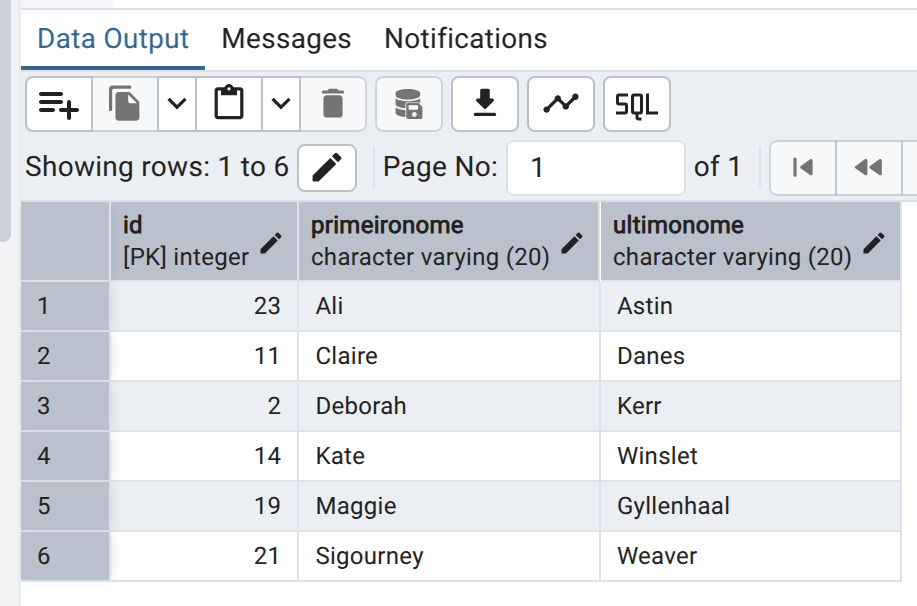 Data Output Messages Notifications
SQL
Showing rows: 1 to 6 Page No: 1 of 1
id primeironome ultimonome
[PK] integer character varying (20) character varying (20)
1 23 Ali Astin
2 11 Claire Danes
3 2 Deborah Kerr
4 14 Kate Winslet
5 19 Maggie Gyllenhaal
6 21 Sigourney Weaver